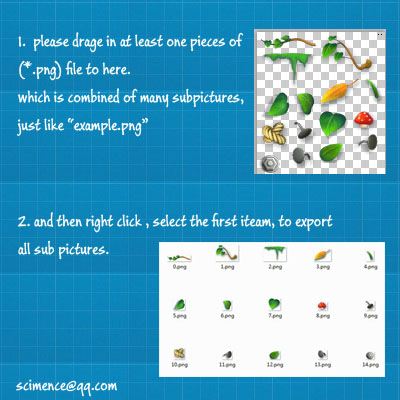 1. please drage in at least one pieces of
(*.png) file to here.
which is combined of many subpictures,
just like "example.png"
2. and then right click , select the first iteam, to export
all sub pictures.
0.png 1.png 2.png 3.png 4.png
5.png 6.png 7.png 8.png 9.png
10.png 11.png 12.png 13.png 14.png
scimence@qq.com